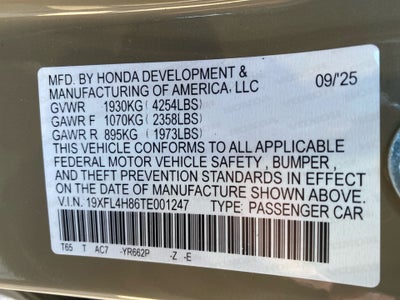 MFD. BY HONDA DEVELOPMENT & 09/25
MANUFACTURING OF AMERICA, LLC
GVWR 1930KG (4254LBS)
GAWR F 1070KG (2358LBS)
GAWR R 895KG (1973LBS)
THIS VEHICLE CONFORMS TO ALL APPLICABLE
FEDERAL MOTOR VEHICLE SAFETY, BUMPER,
AND THEFT PREVENTION STANDARDS IN EFFECT
ON THE DATE OF MANUFACTURE SHOWN ABOVE.
V.I.N. 19XFL4H86TE001247 TYPE: PASSENGER CAR
T65 T AC7 -YR662P -Z -E